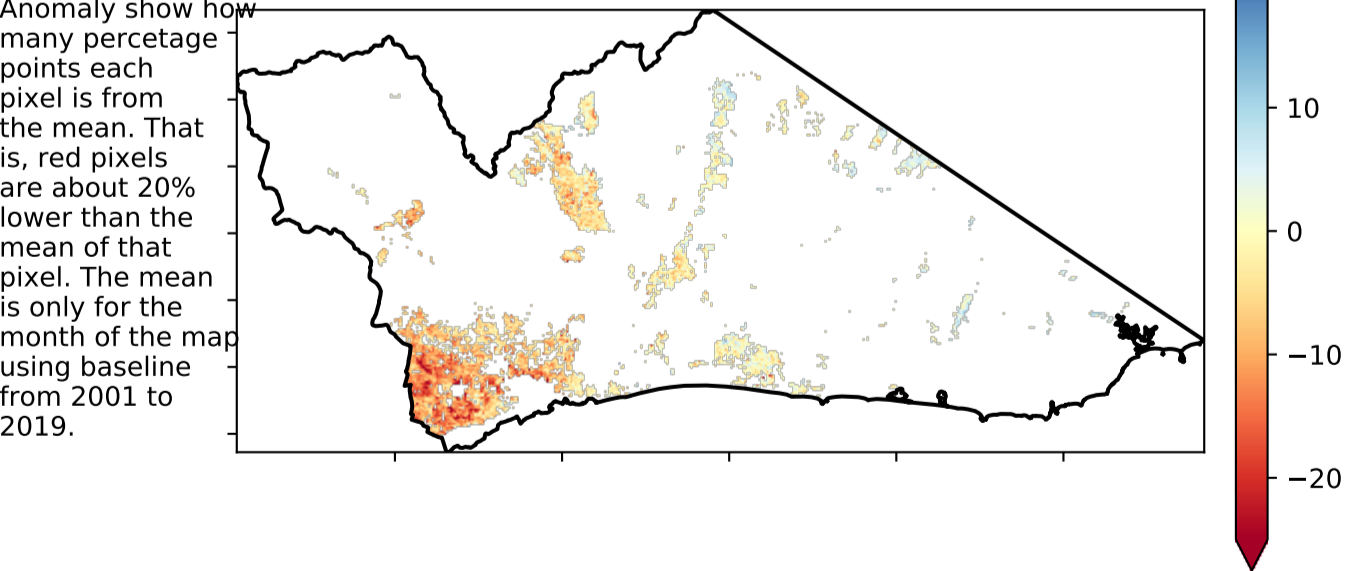 Anomaly show how
many percetage
points each
pixel is from
the mean. That
is, red pixels
are about 20%
lower than the
mean of that
pixel. The mean
is only for the
month of the map
using baseline
from 2001 to
2019.
10
0
−10
−20